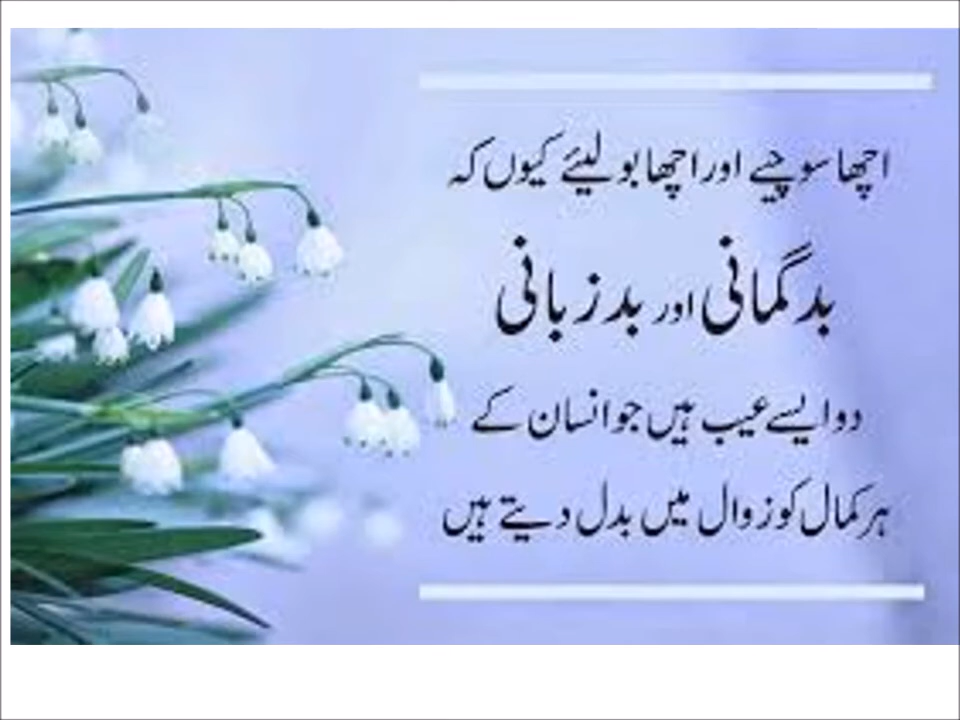 اچھا سوچیے اور اچھا بولیئے کیوں کہ
بدگمانی اور بدزبانی
دو ایسے عیب ہیں جو انسان کے
ہر کمال کو زوال میں بدل دیتے ہیں